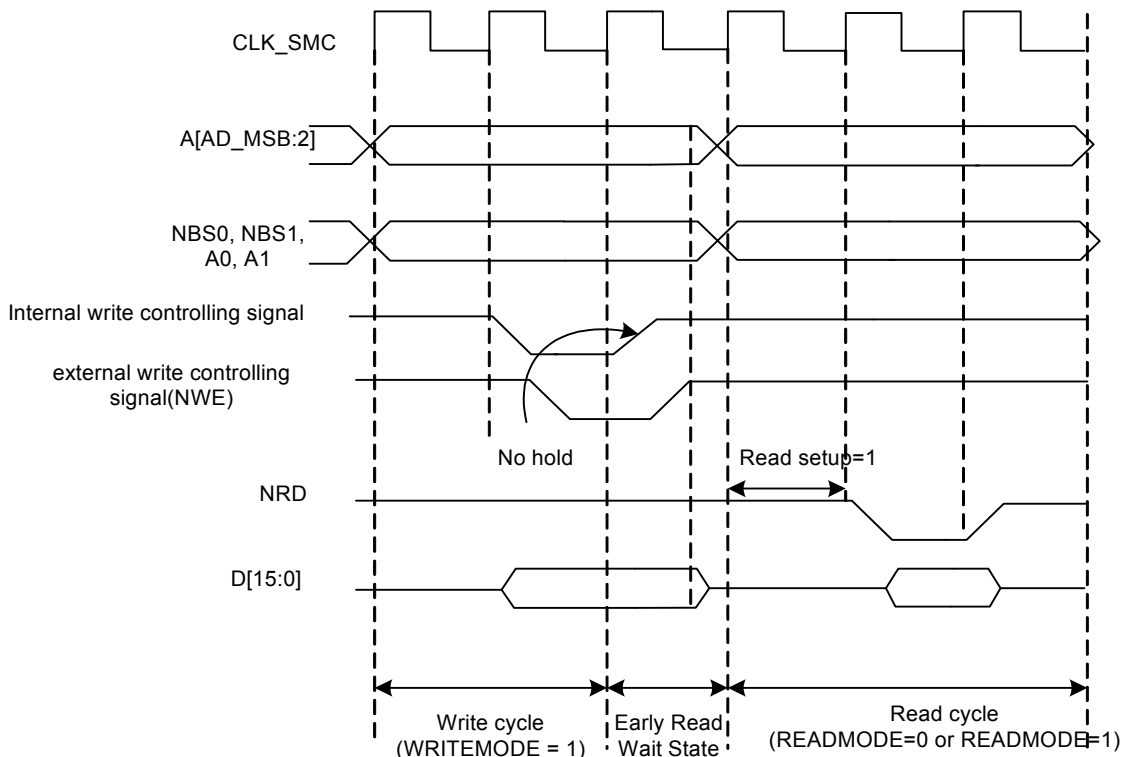 CLK_SMC
A[AD_MSB:2]
NBS0, NBS1,
A0, A1
Internal write controlling signal
external write controlling
signal(NWE)
No hold
Read setup=1
NRD
D[15:0]
Write cycle
(WRITEMODE = 1)
Early Read
Wait State
Read cycle
(READMODE=0 or READMODE=1)